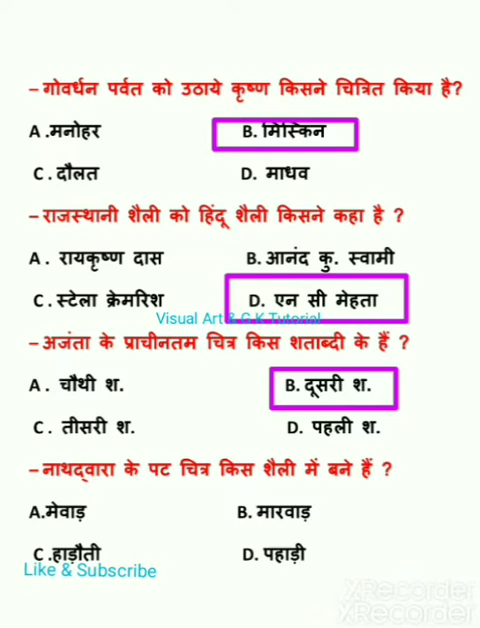 – गोवर्धन पर्वत को उठाये कृष्ण किसने चित्रित किया है?
A .मनोहर B. मिस्किन
C . दौलत D. माधव
– राजस्थानी शैली को हिंदू शैली किसने कहा है ?
A . रायकृष्ण दास B. आनंद कु. स्वामी
C . स्टेला क्रेमरिश D. एन सी मेहता
Visual Art & G.K Tutorial
– अजंता के प्राचीनतम चित्र किस शताब्दी के हैं ?
A . चौथी श. B. दूसरी श.
C . तीसरी श. D. पहली श.
– नाथद्वारा के पट चित्र किस शैली में बने हैं ?
A.मेवाड़ B. मारवाड़
C .हाड़ौती D. पहाड़ी
Like & Subscribe
XRecorder
XRecorder